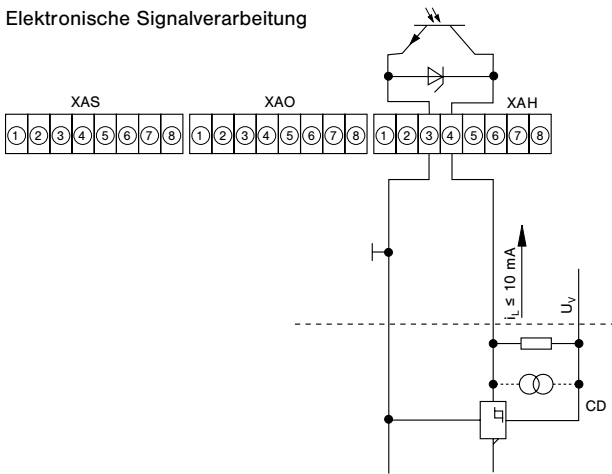 Elektronische Signalverarbeitung
XAS XAO XAH
1 2 3 4 5 6 7 8 1 2 3 4 5 6 7 8 1 2 3 4 5 6 7 8
i_L ≤ 10 mA
U_V
CD